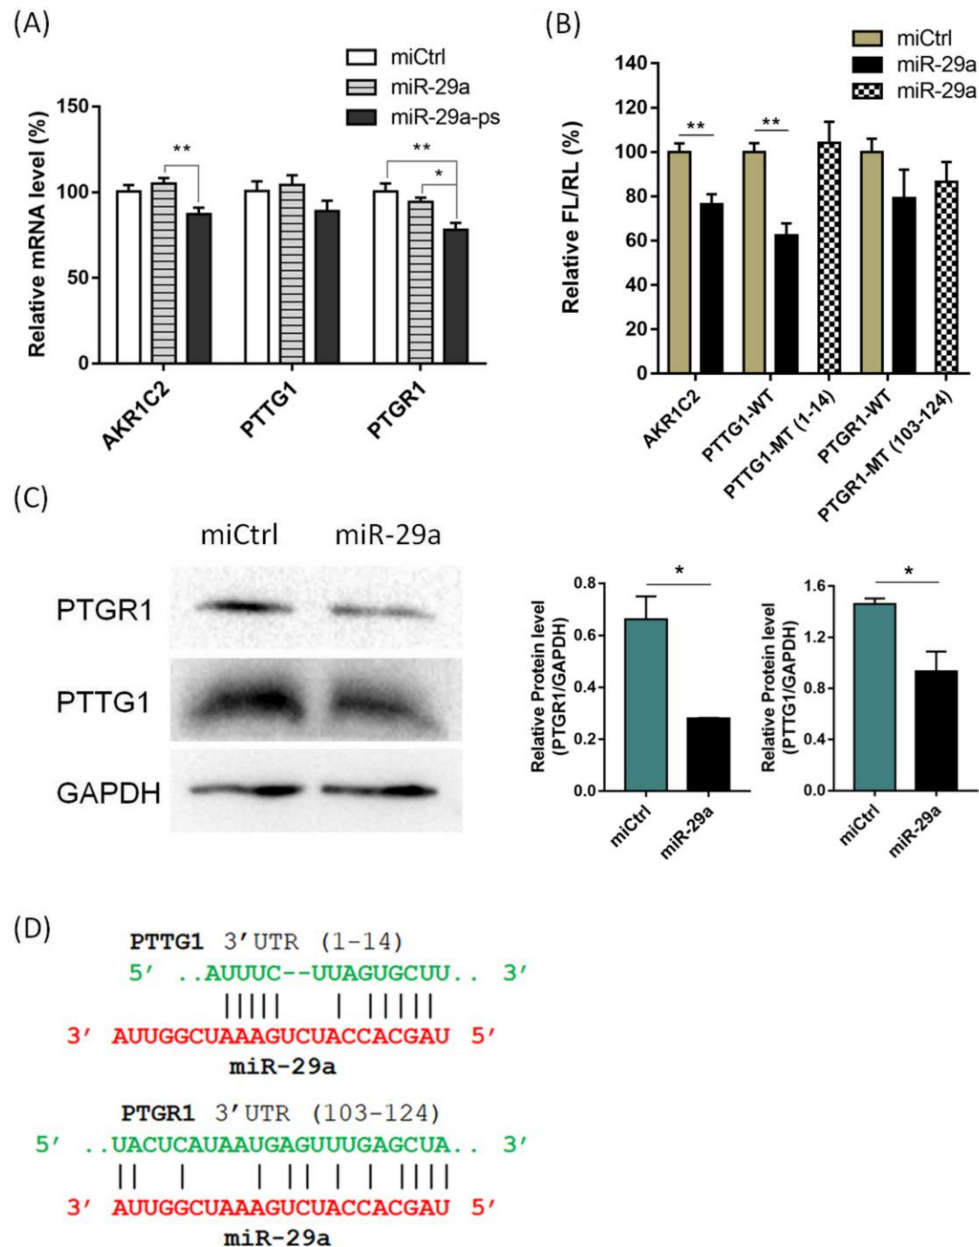 (A)
miCtrl
miR-29a
miR-29a-ps
Relative mRNA level (%)
150
100
50
0
**
**
*
AKR1C2
PTTG1
PTGR1
(B)
miCtrl
miR-29a
miR-29a
Relative FL/RL (%)
140
120
100
80
60
40
20
0
**
**
AKR1C2
PTTG1-WT
PTTG1-MT (1-14)
PTGR1-WT
PTGR1-MT (103-124)
(C)
miCtrl miR-29a
PTGR1
PTTG1
GAPDH
Relative Protein level
(PTGR1/GAPDH)
0.8
0.6
0.4
0.2
0.0
*
miCtrl
miR-29a
Relative Protein level
(PTTG1/GAPDH)
1.6
1.2
0.8
0.4
0.0
*
miCtrl
miR-29a
(D)
PTTG1 3′UTR (1-14)
5′ ..AUUUC--UUAGUGCUU.. 3′
3′ AUUGGCUAAAGUCUACCACGAU 5′
miR-29a
PTGR1 3′UTR (103-124)
5′ ..UACUCAUAAUGAGUUUGAGCUA.. 3′
3′ AUUGGCUAAAGUCUACCACGAU 5′
miR-29a